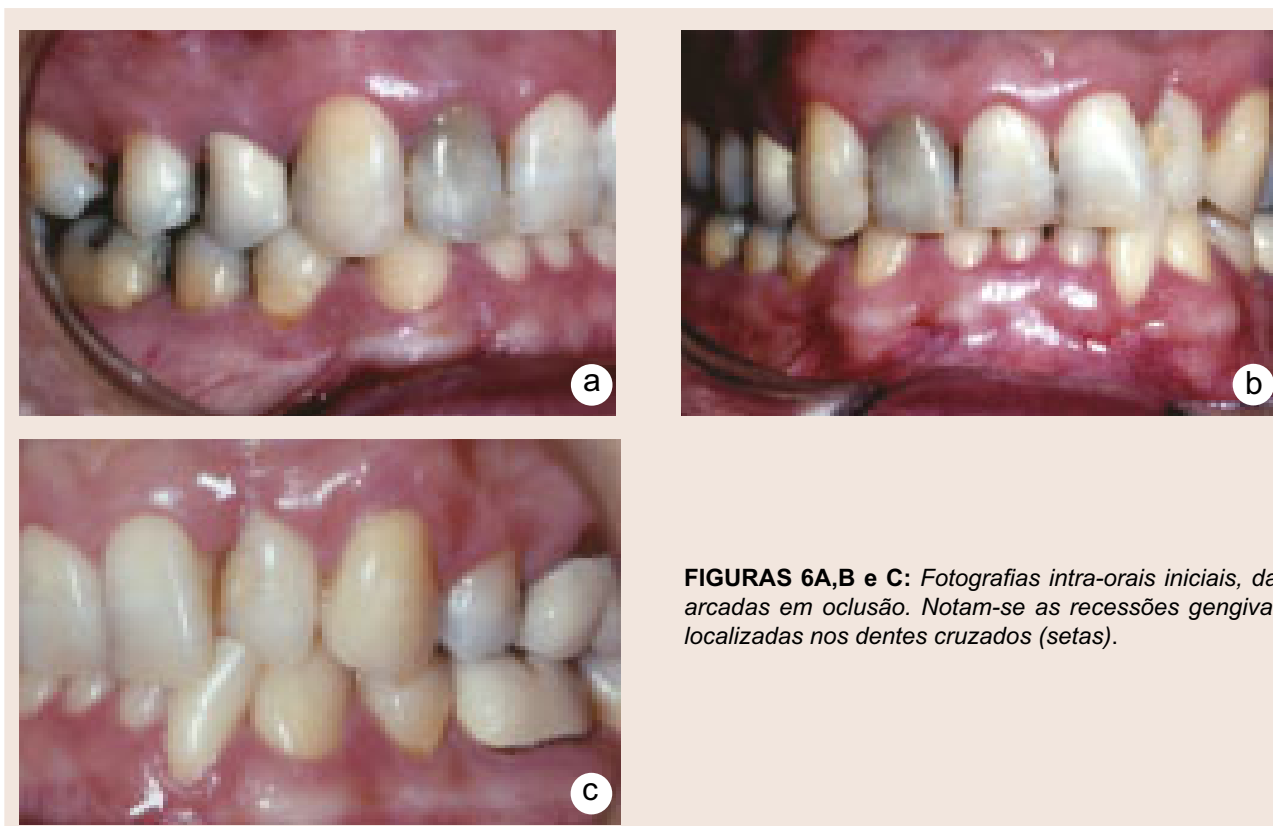 a
b
c
FIGURAS 6A,B e C: Fotografias intra-orais iniciais, da
arcadas em oclusão. Notam-se as recessões gengiva
localizadas nos dentes cruzados (setas).